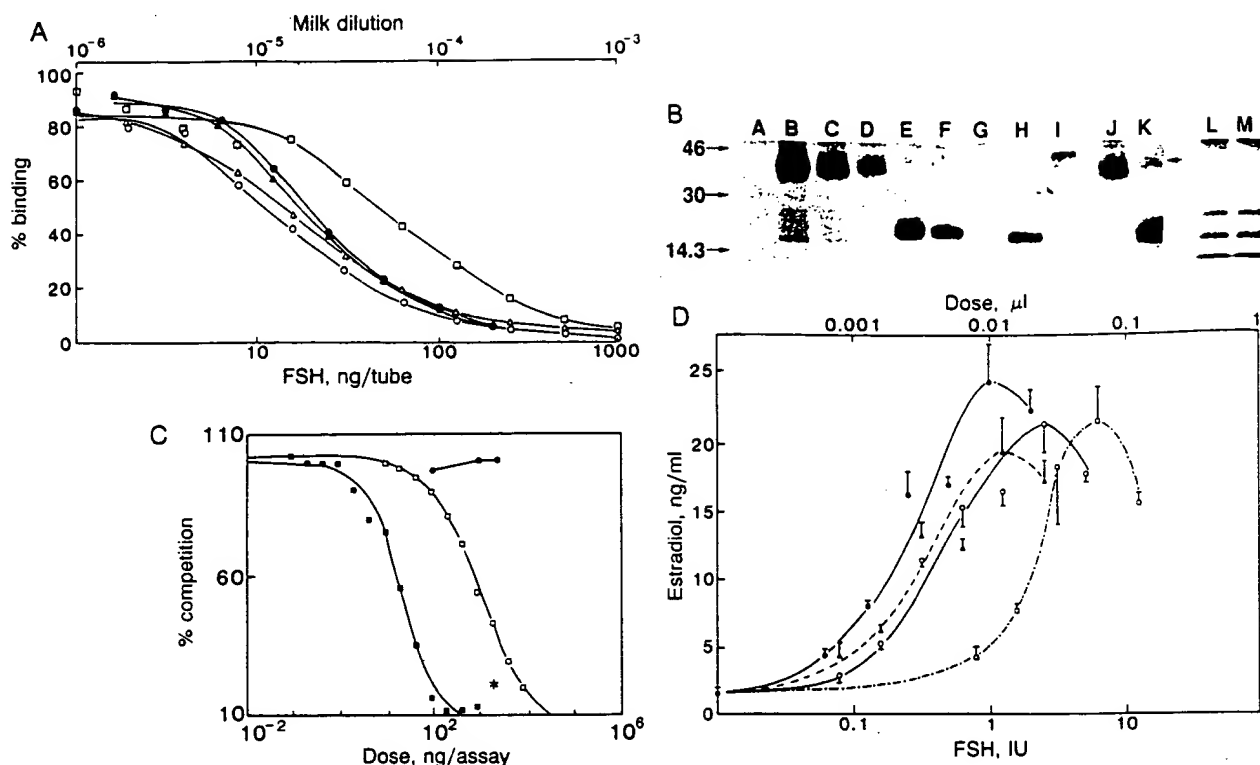 A
Milk dilution
10-6 10-5 10-4 10-3
100
80
60
40
20
0
% binding
10 100 1000
FSH, ng/tube
B
A B C D E F G H I J K L M
46
30
14.3
C
110
60
10
% competition
10-2 102 106
Dose, ng/assay
*
D
Dose, μl
0.001 0.01 0.1 1
25
20
15
10
5
0
Estradiol, ng/ml
0.1 1 10
FSH, IU